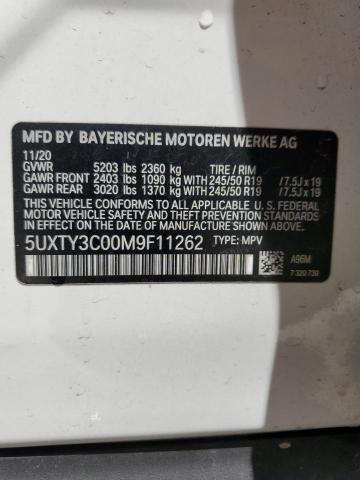 MFD BY BAYERISCHE MOTOREN WERKE AG
11/20
GVWR 5203 lbs 2360 kg TIRE / RIM
GAWR FRONT 2403 lbs 1090 kg WITH 245/50 R19 /7.5J x 19
GAWR REAR 3020 lbs 1370 kg WITH 245/50 R19 /7.5J x 19
THIS VEHICLE CONFORMS TO ALL APPLICABLE U.S. FEDERAL
MOTOR VEHICLE SAFETY STANDARDS IN EFFECT ON THE
DATE OF MANUFACTURE SHOWN ABOVE.
5UXTY3C00M9F11262 TYPE: MPV
A96M
7 320 730